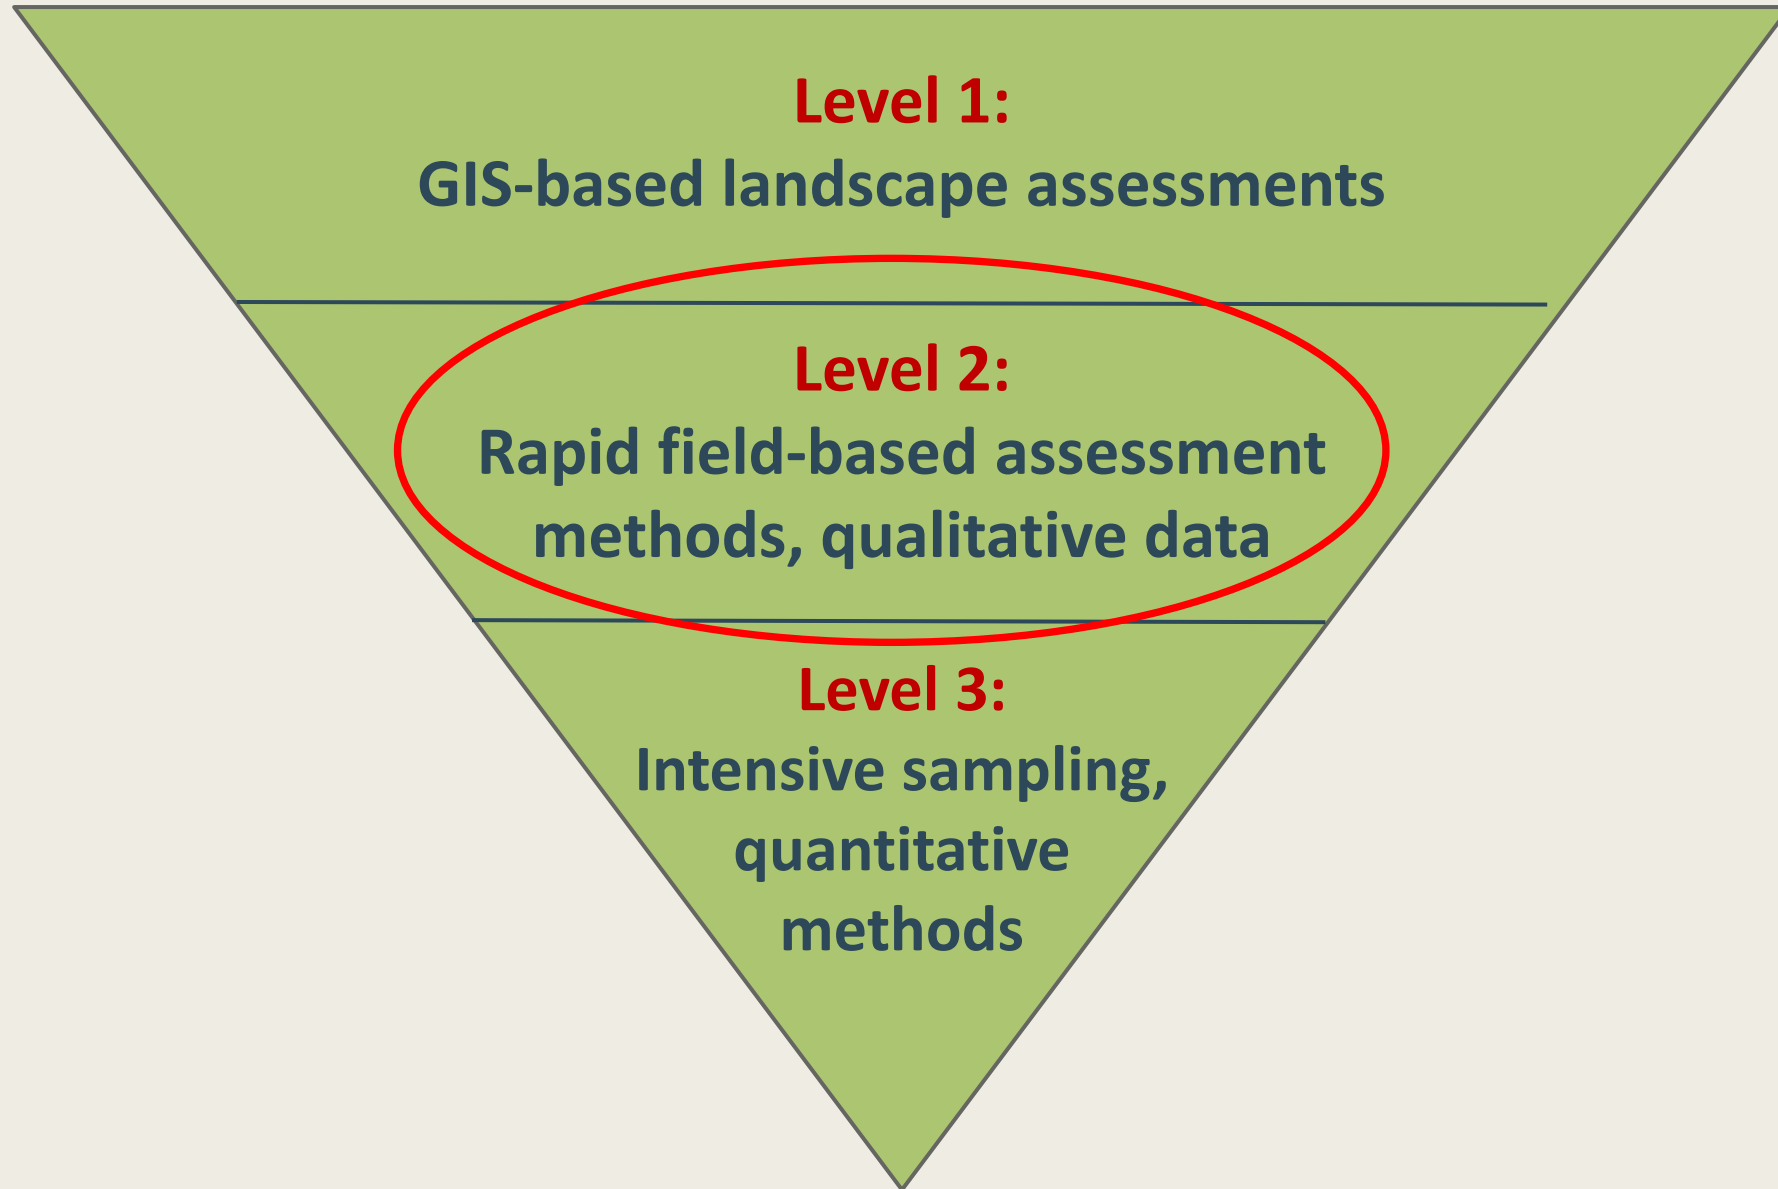 Level 1:
GIS-based landscape assessments
Level 2:
Rapid field-based assessment
methods, qualitative data
Level 3:
Intensive sampling,
quantitative
methods